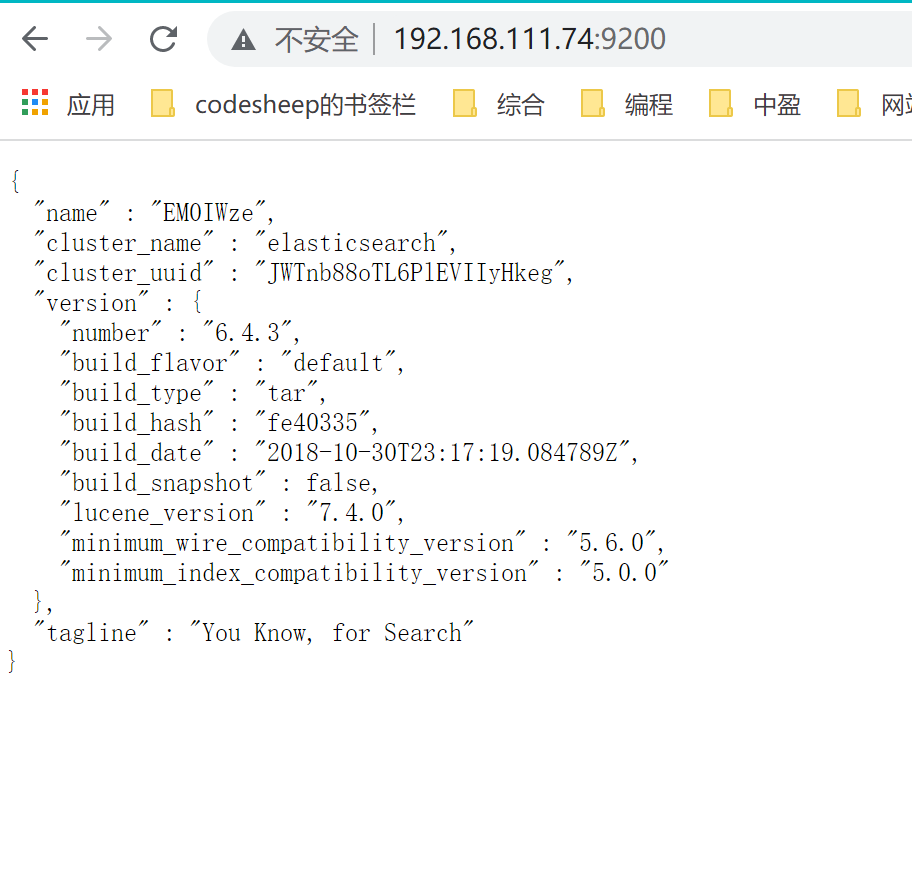 不安全 192.168.111.74:9200
应用 codesheep的书签栏 综合 编程 中盈
{
"name" : "EMOIWze",
"cluster_name" : "elasticsearch",
"cluster_uuid" : "JWTnb88oTL6PlEVIIyHkeg",
"version" : {
"number" : "6.4.3",
"build_flavor" : "default",
"build_type" : "tar",
"build_hash" : "fe40335",
"build_date" : "2018-10-30T23:17:19.084789Z",
"build_snapshot" : false,
"lucene_version" : "7.4.0",
"minimum_wire_compatibility_version" : "5.6.0",
"minimum_index_compatibility_version" : "5.0.0"
},
"tagline" : "You Know, for Search"
}